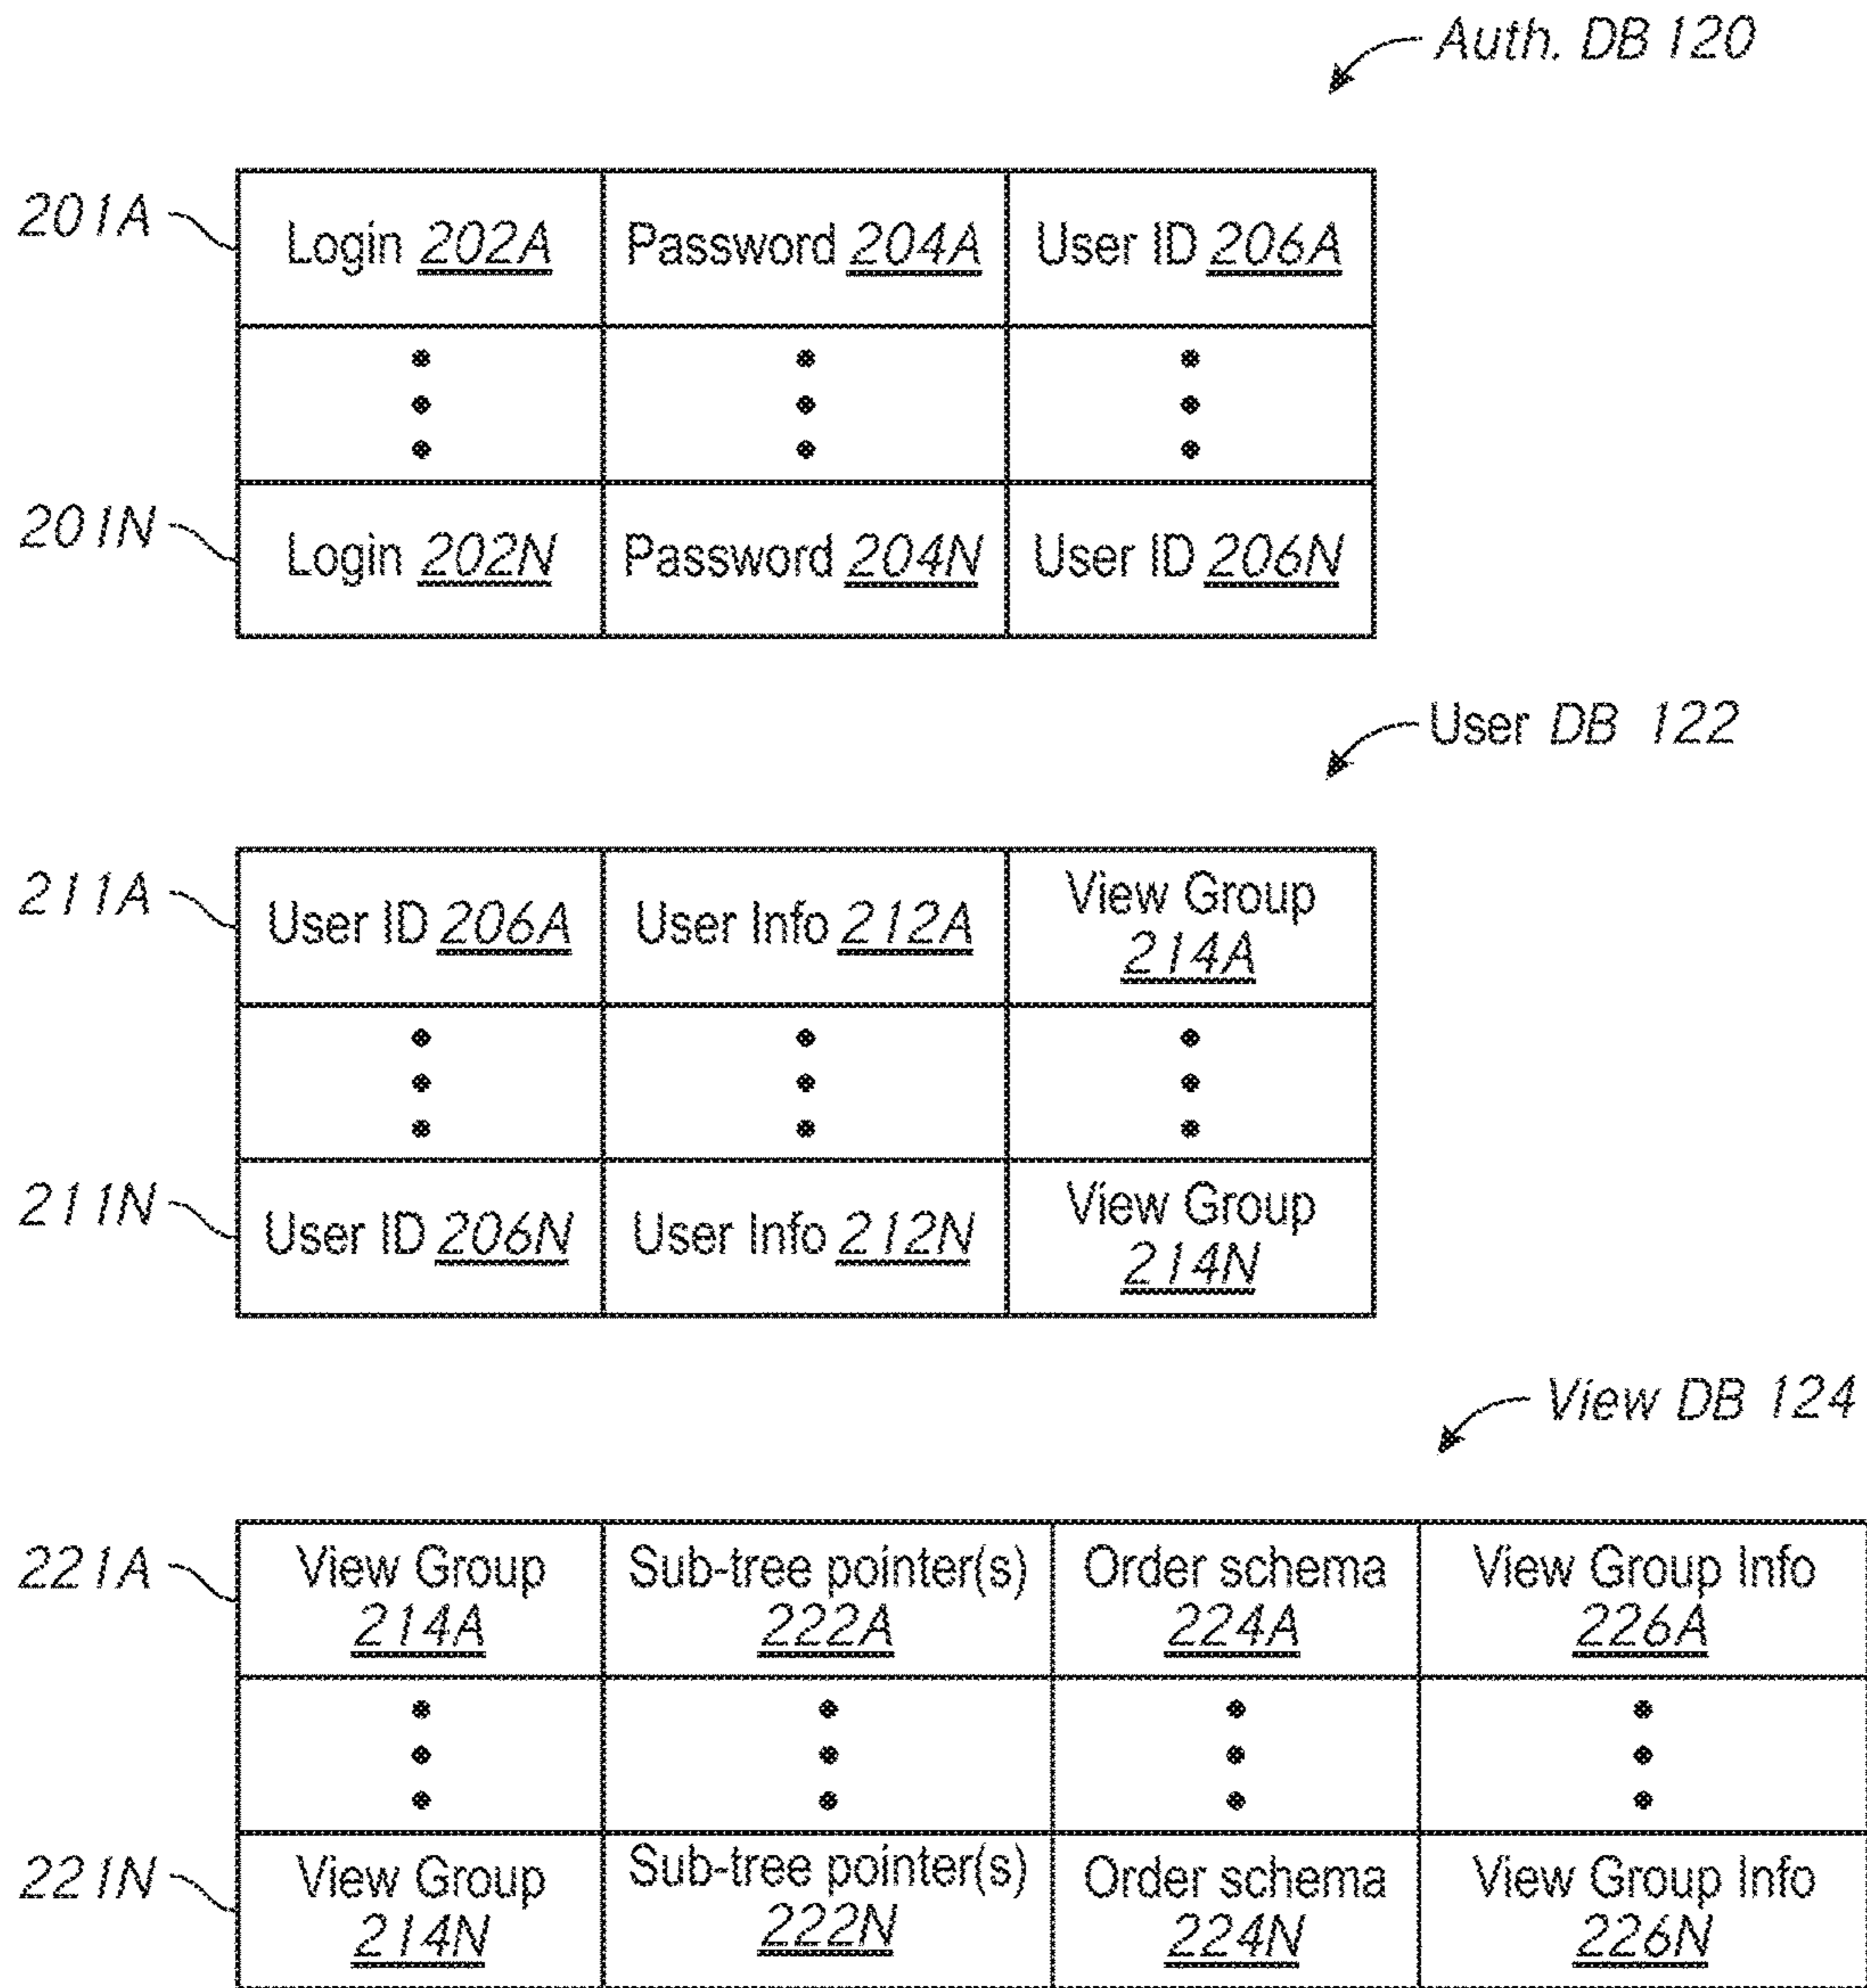 Auth. DB 120
201A
Login 202A Password 204A User ID 206A
201N
Login 202N Password 204N User ID 206N
User DB 122
211A
User ID 206A User Info 212A View Group
214A
211N
User ID 206N User Info 212N View Group
214N
View DB 124
221A
View Group Sub-tree pointer(s) Order schema View Group Info
214A 222A 224A 226A
221N
View Group Sub-tree pointer(s) Order schema View Group Info
214N 222N 224N 226N